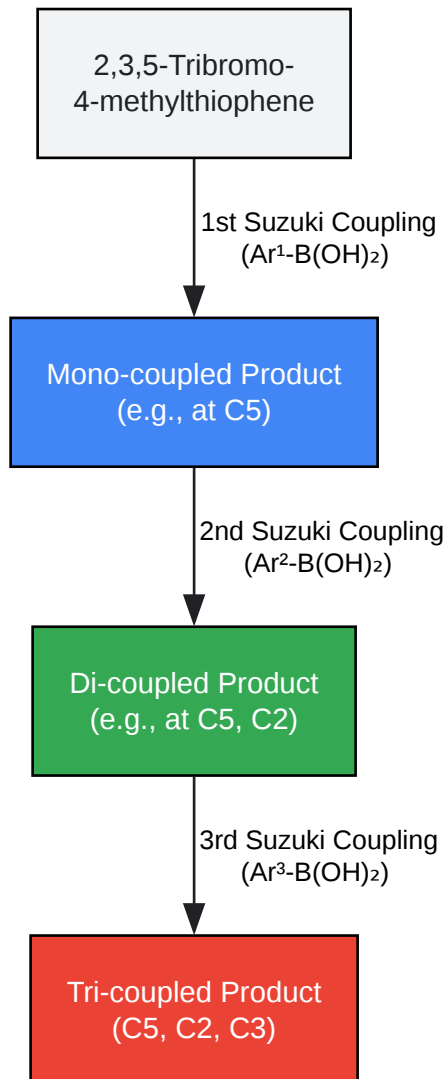 2,3,5-Tribromo-
4-methylthiophene
1st Suzuki Coupling
(Ar¹-B(OH)₂)
Mono-coupled Product
(e.g., at C5)
2nd Suzuki Coupling
(Ar²-B(OH)₂)
Di-coupled Product
(e.g., at C5, C2)
3rd Suzuki Coupling
(Ar³-B(OH)₂)
Tri-coupled Product
(C5, C2, C3)